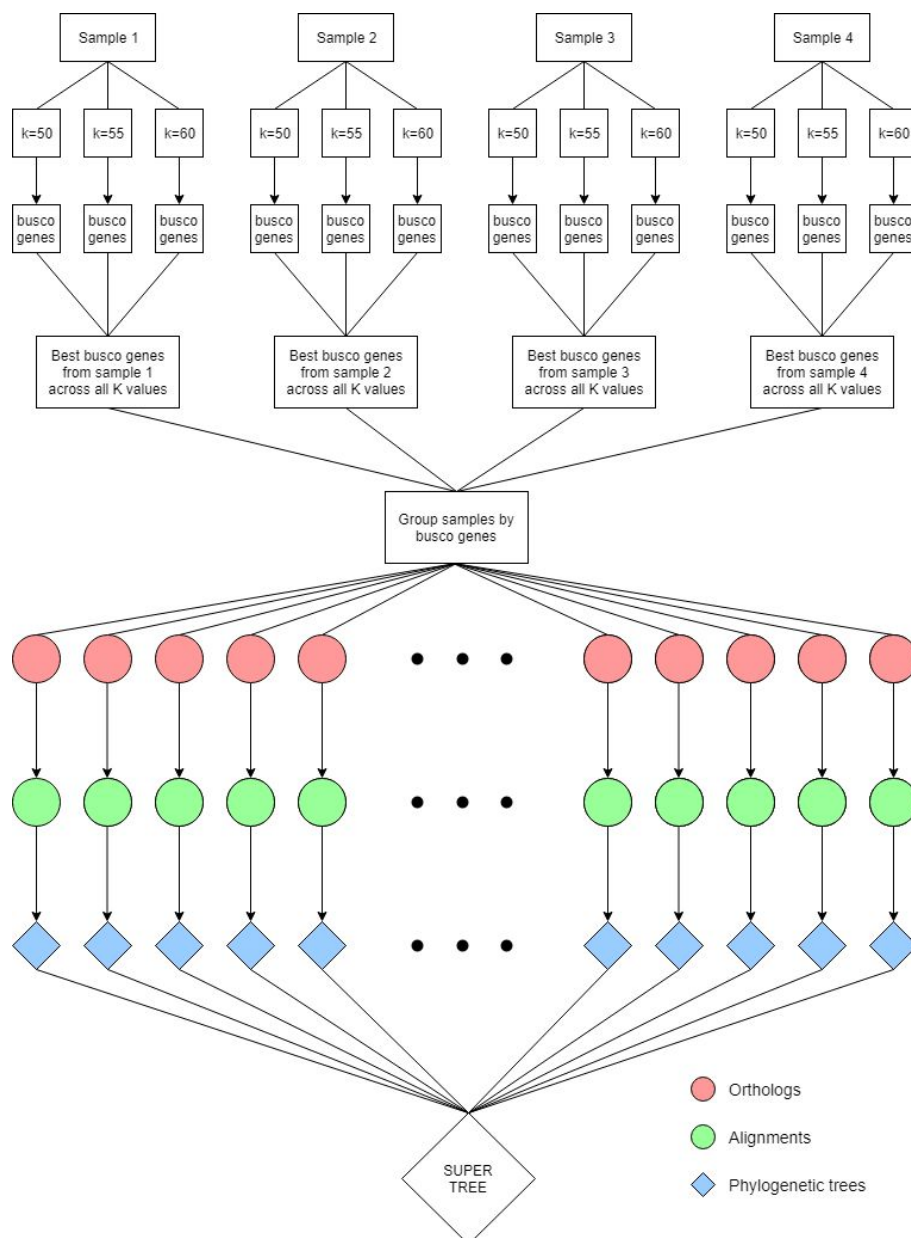 Sample 1
Sample 2
Sample 3
Sample 4
k=50
k=55
k=60
k=50
k=55
k=60
k=50
k=55
k=60
k=50
k=55
k=60
busco
genes
busco
genes
busco
genes
busco
genes
busco
genes
busco
genes
busco
genes
busco
genes
busco
genes
busco
genes
busco
genes
busco
genes
Best busco genes
from sample 1
across all K values
Best busco genes
from sample 2
across all K values
Best busco genes
from sample 3
across all K values
Best busco genes
from sample 4
across all K values
Group samples by
busco genes
Orthologs
Alignments
Phylogenetic trees
SUPER
TREE